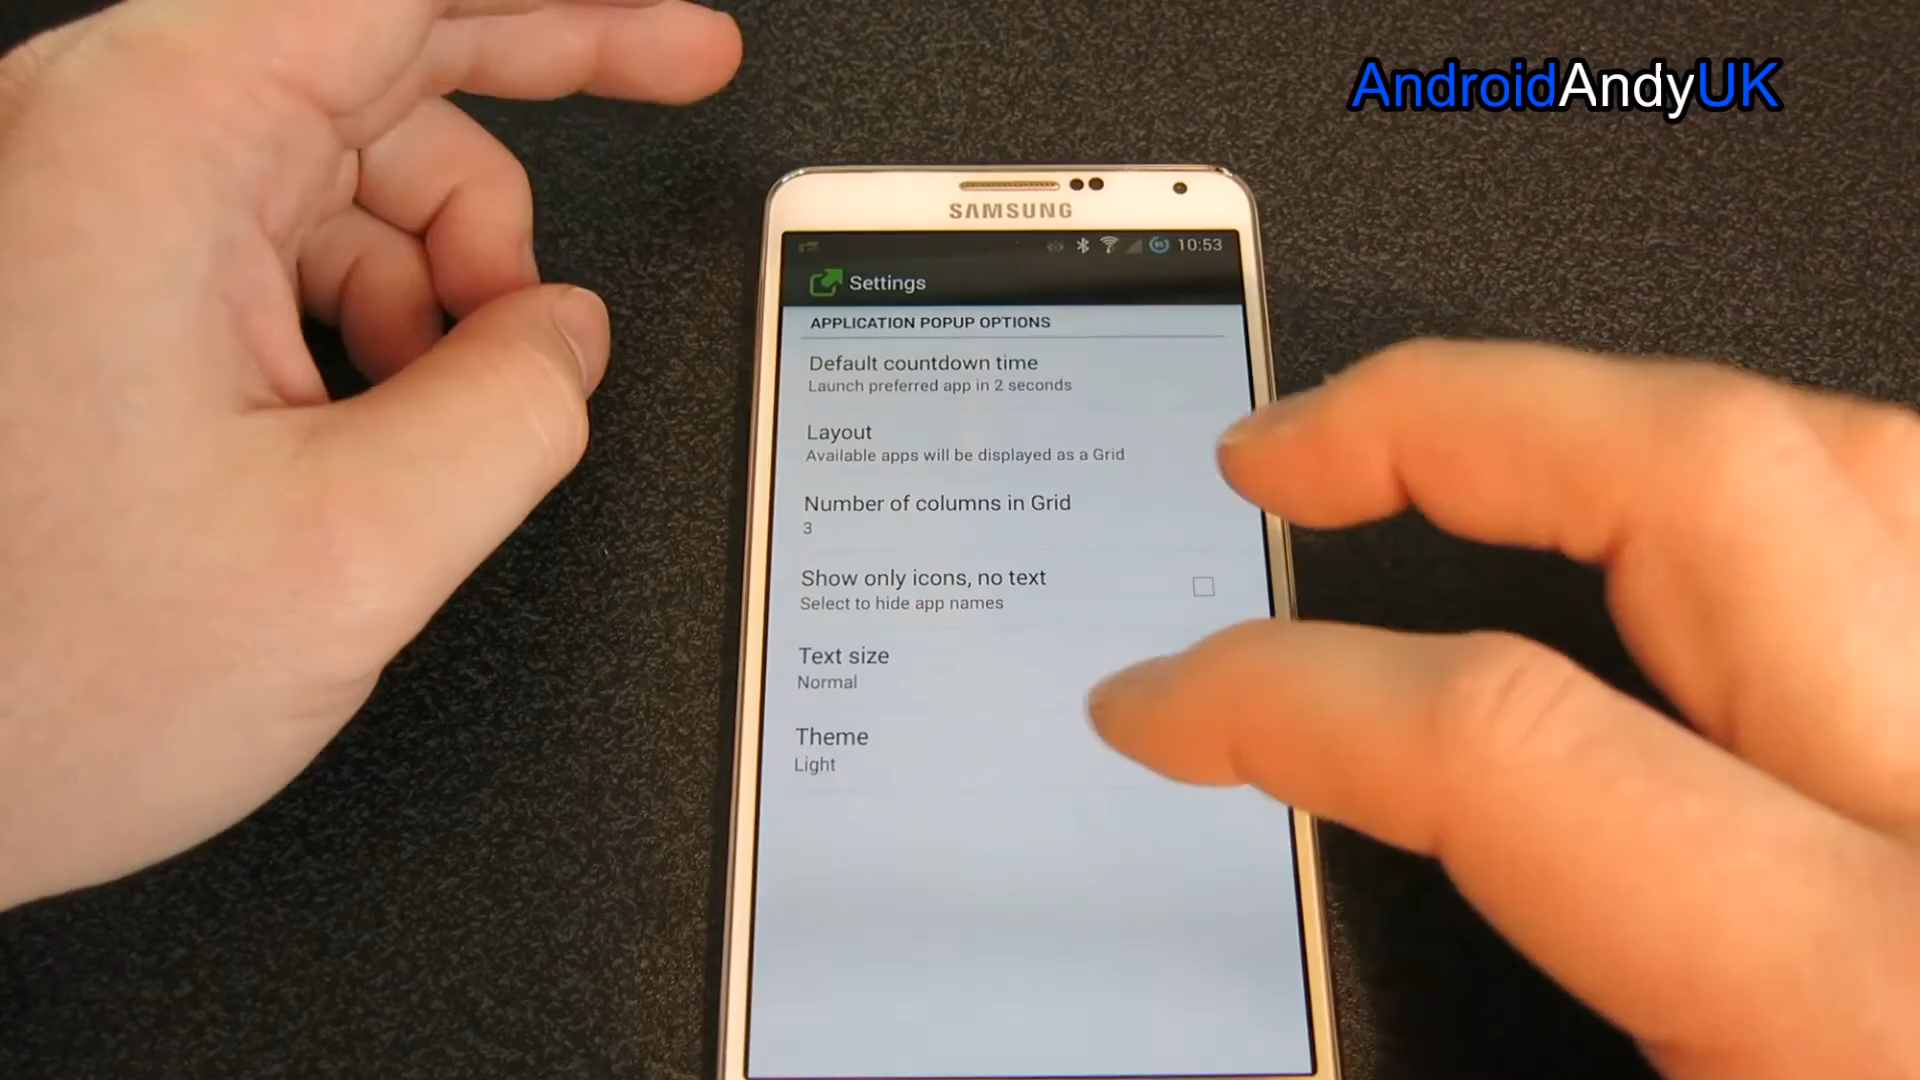 AndroidAndyUK
SAMSUNG
10:53
Settings
APPLICATION POPUP OPTIONS
Default countdown time
Launch preferred app in 2 seconds
Layout
Available apps will be displayed as a Grid
Number of columns in Grid
3
Show only icons, no text
Select to hide app names
Text size
Normal
Theme
Light